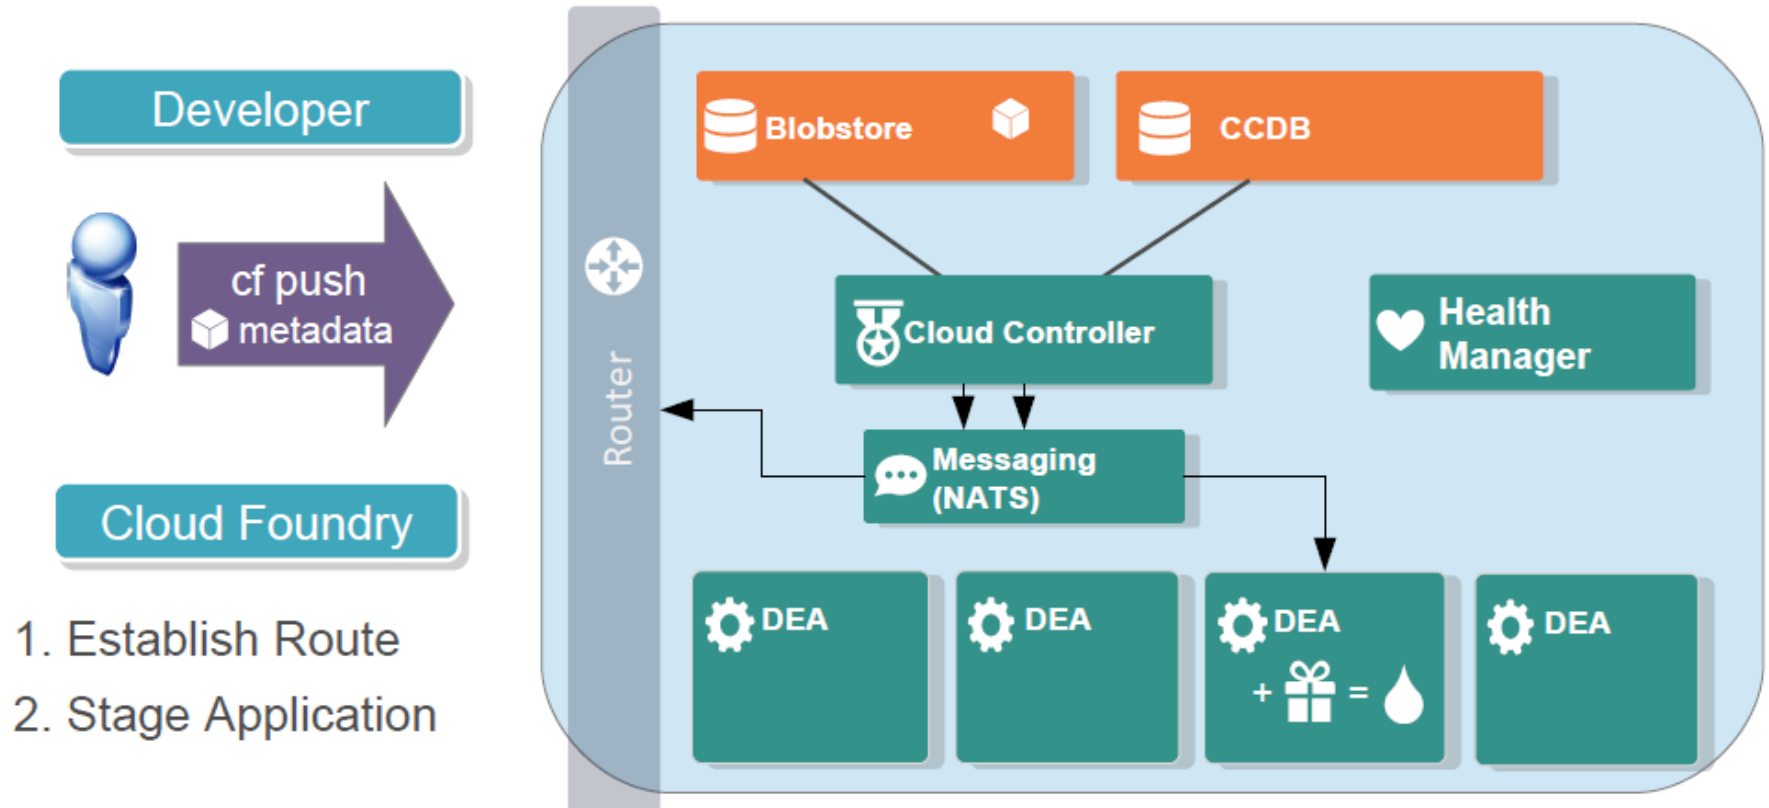 Developer
cf push
metadata
Cloud Foundry
1. Establish Route
2. Stage Application
Router
Blobstore
CCDB
Cloud Controller
Health
Manager
Messaging
(NATS)
DEA
DEA
DEA
+ =
DEA